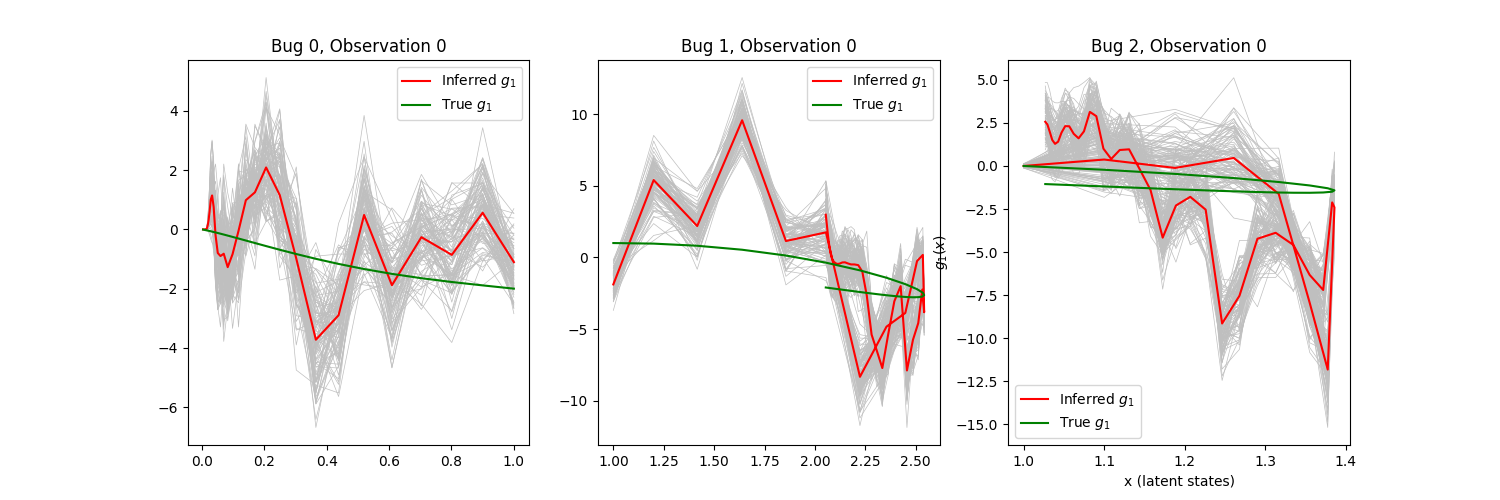 Bug 0, Observation 0
Inferred g₁
True g₁
4
2
0
−2
−4
−6
0.0 0.2 0.4 0.6 0.8 1.0
Bug 1, Observation 0
Inferred g₁
True g₁
10
5
0
−5
−10
1.00 1.25 1.50 1.75 2.00 2.25 2.50
Bug 2, Observation 0
g₁(x)
5.0
2.5
0.0
−2.5
−5.0
−7.5
−10.0
−12.5
−15.0
Inferred g₁
True g₁
1.0 1.1 1.2 1.3 1.4
x (latent states)